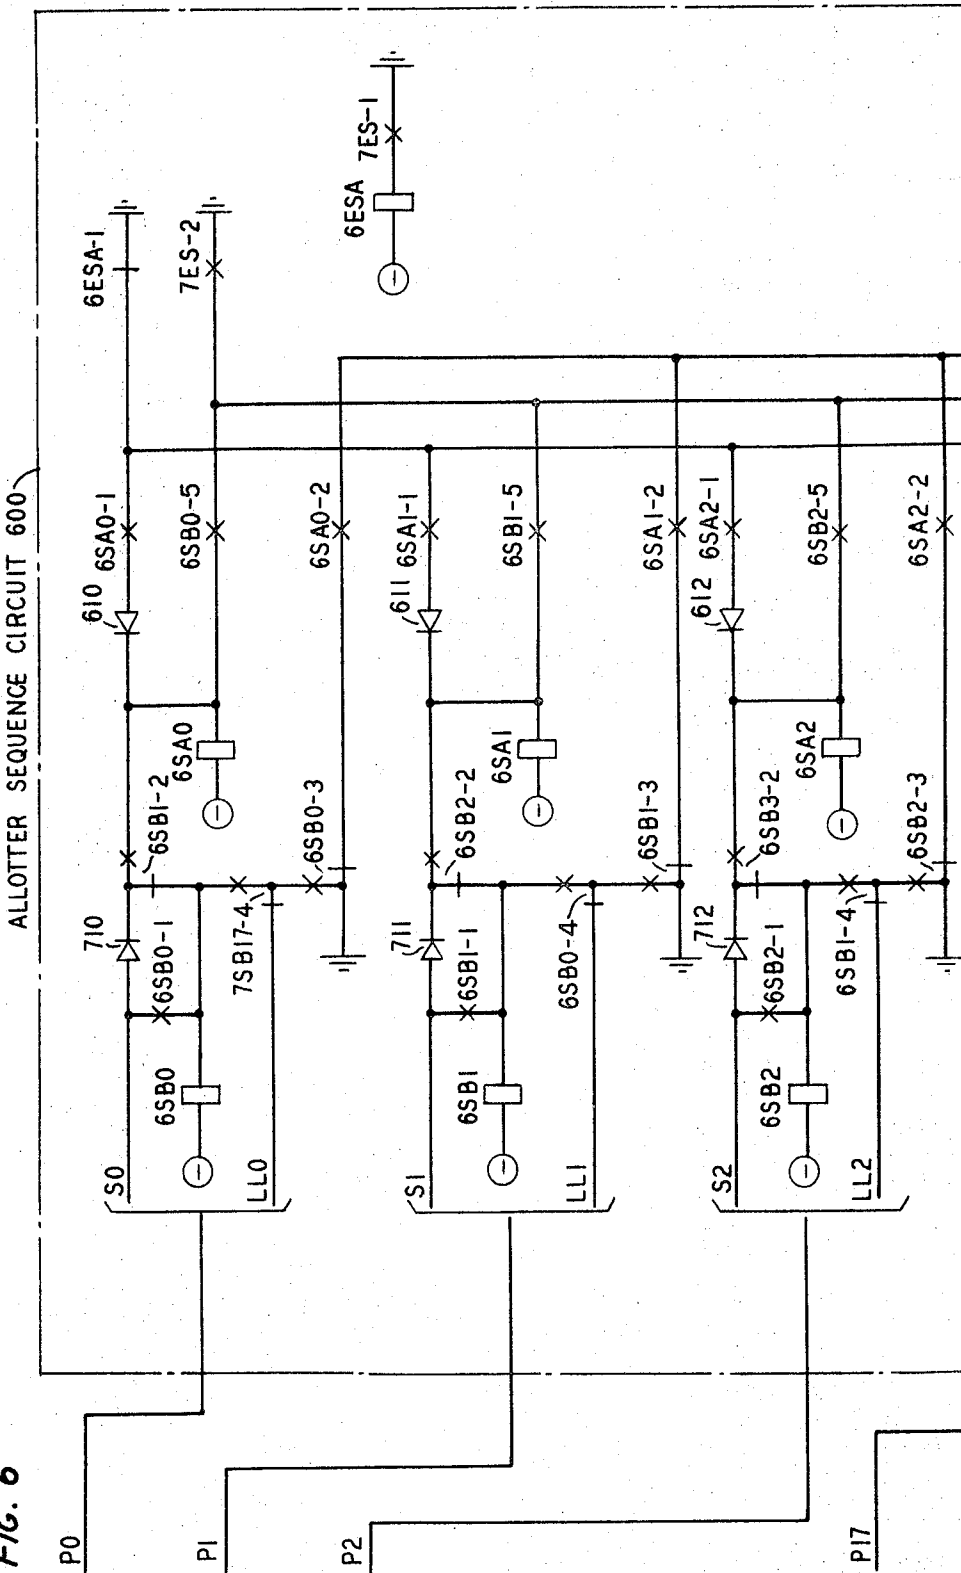 FIG. 6
ALLOTTER SEQUENCE CIRCUIT 600
P0
S0
LL0
6SB0
710
6SB0-1
7SB17-4
6SB1-2
6SB0-3
6SA0
610
6SA0-1
6SB0-5
6SA0-2
6ESA-1
7ES-2
6ESA
7ES-1
P1
S1
LL1
6SB1
711
6SB1-1
6SB0-4
6SB2-2
6SB1-3
6SA1
611
6SA1-1
6SB1-5
6SA1-2
P2
S2
LL2
6SB2
712
6SB2-1
6SB1-4
6SB3-2
6SB2-3
6SA2
612
6SA2-1
6SB2-5
6SA2-2
P17